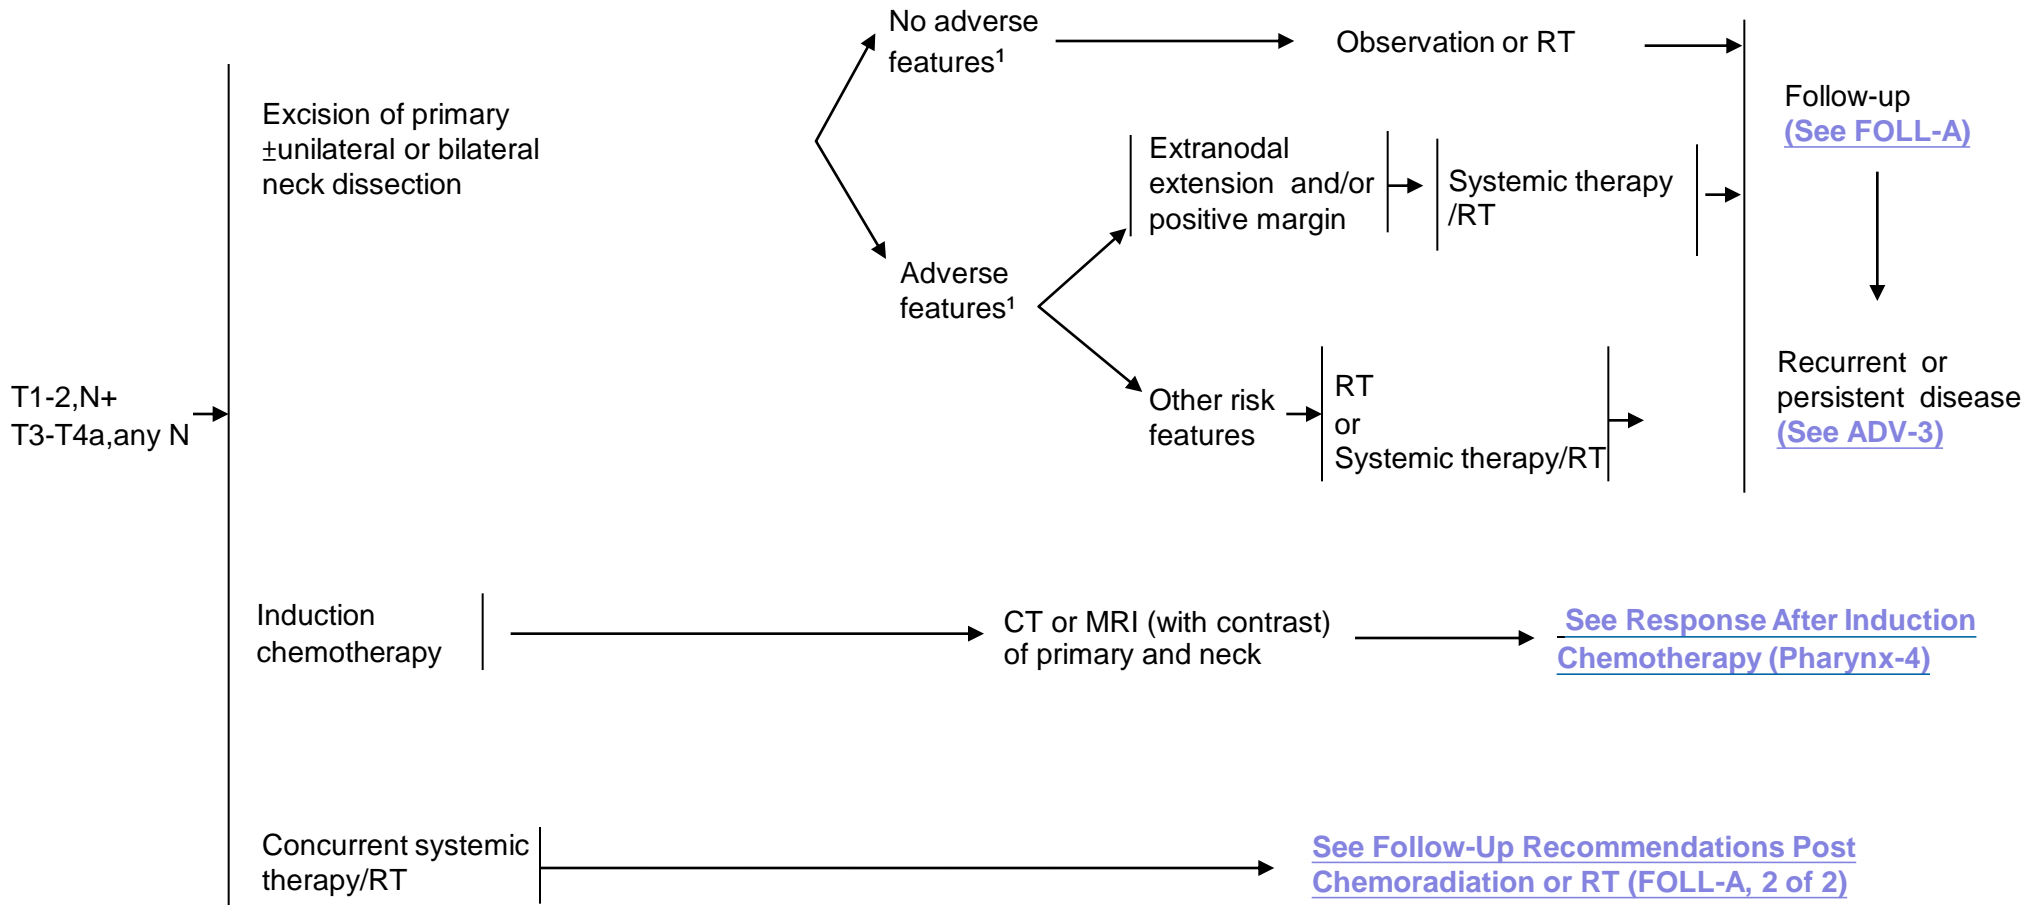 T1-2,N+
T3-T4a,any N
Excision of primary
±unilateral or bilateral
neck dissection
No adverse
features¹
Observation or RT
Adverse
features¹
Extranodal
extension and/or
positive margin
Systemic therapy
/RT
Other risk
features
RT
or
Systemic therapy/RT
Follow-up
(See FOLL-A)
Recurrent or
persistent disease
(See ADV-3)
Induction
chemotherapy
CT or MRI (with contrast)
of primary and neck
See Response After Induction
Chemotherapy (Pharynx-4)
Concurrent systemic
therapy/RT
See Follow-Up Recommendations Post
Chemoradiation or RT (FOLL-A, 2 of 2)